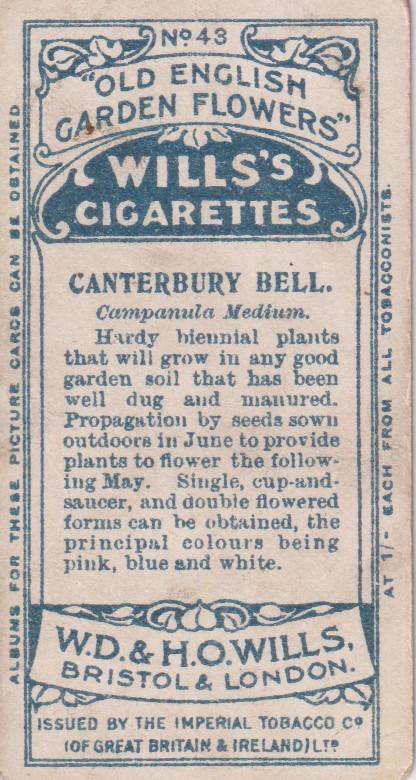 No 43
"OLD ENGLISH
GARDEN FLOWERS"
WILLS'S
CIGARETTES
CANTERBURY BELL.
Campanula Medium.
Hardy biennial plants
that will grow in any good
garden soil that has been
well dug and manured.
Propagation by seeds sown
outdoors in June to provide
plants to flower the follow-
ing May. Single, cup-and-
saucer, and double flowered
forms can be obtained, the
principal colours being
pink, blue and white.
W.D. & H.O. WILLS,
BRISTOL & LONDON.
ISSUED BY THE IMPERIAL TOBACCO Co
(OF GREAT BRITAIN & IRELAND) LTD
ALBUMS FOR THESE PICTURE CARDS CAN BE OBTAINED
AT 1/- EACH FROM ALL TOBACCONISTS.